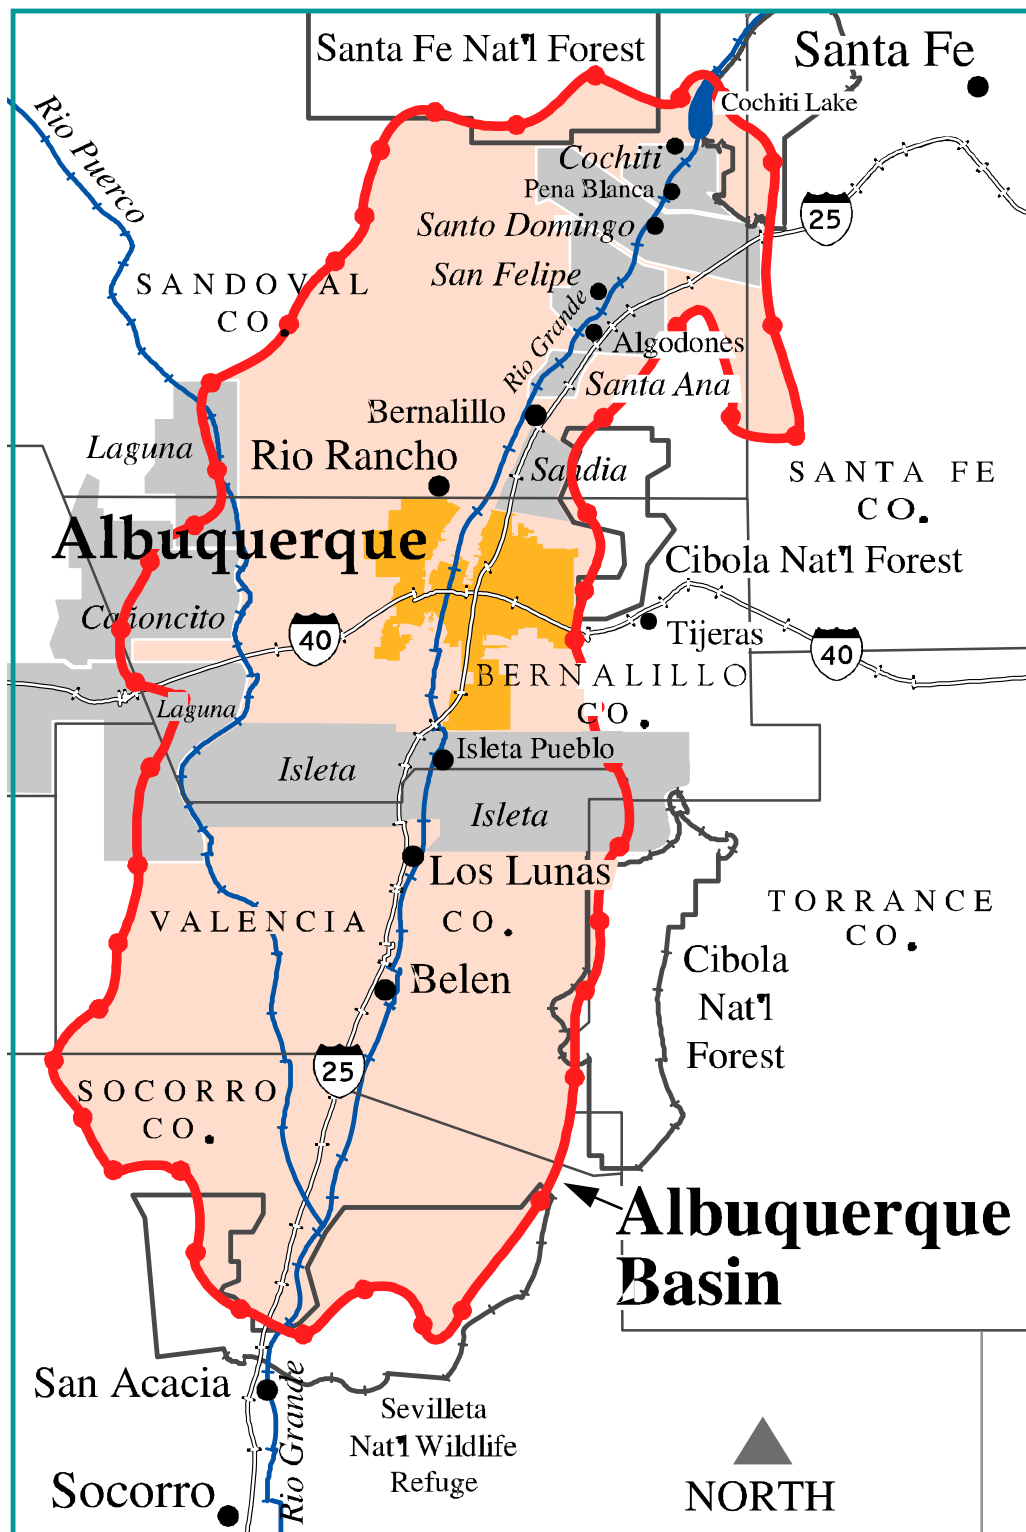 Santa Fe Nat'l Forest
Santa Fe
Cochiti Lake
Rio Puerco
Cochiti
Pena Blanca
Santo Domingo
25
San Felipe
SANDOVAL
CO.
Rio Grande
Algodones
Santa Ana
Bernalillo
Laguna
Rio Rancho
Sandia
SANTA FE
CO.
Albuquerque
Cibola Nat'l Forest
Cañoncito
40
Tijeras
40
BERNALILLO
CO.
Laguna
Isleta Pueblo
Isleta
Isleta
Los Lunas
VALENCIA
CO.
TORRANCE
CO.
Belen
Cibola
Nat'l
Forest
25
SOCORRO
CO.
Albuquerque
Basin
San Acacia
Rio Grande
Sevilleta
Nat'l Wildlife
Refuge
Socorro
NORTH